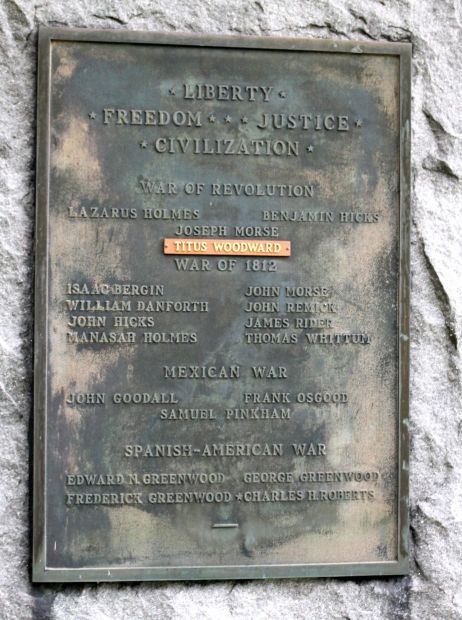 ★ LIBERTY ★
★ FREEDOM ★ ★ ★ JUSTICE ★
★ CIVILIZATION ★
WAR OF REVOLUTION
LAZARUS HOLMES BENJAMIN HICKS
JOSEPH MORSE
TITUS WOODWARD
WAR OF 1812
ISAAC BERGIN JOHN MORSE
WILLIAM DANFORTH JOHN REMICK
JOHN HICKS JAMES RIDER
MANASAH HOLMES THOMAS WHITTUM
MEXICAN WAR
JOHN GOODALL FRANK OSGOOD
SAMUEL PINKHAM
SPANISH-AMERICAN WAR
EDWARD N. GREENWOOD GEORGE GREENWOOD
FREDERICK GREENWOOD ★CHARLES H. ROBERTS